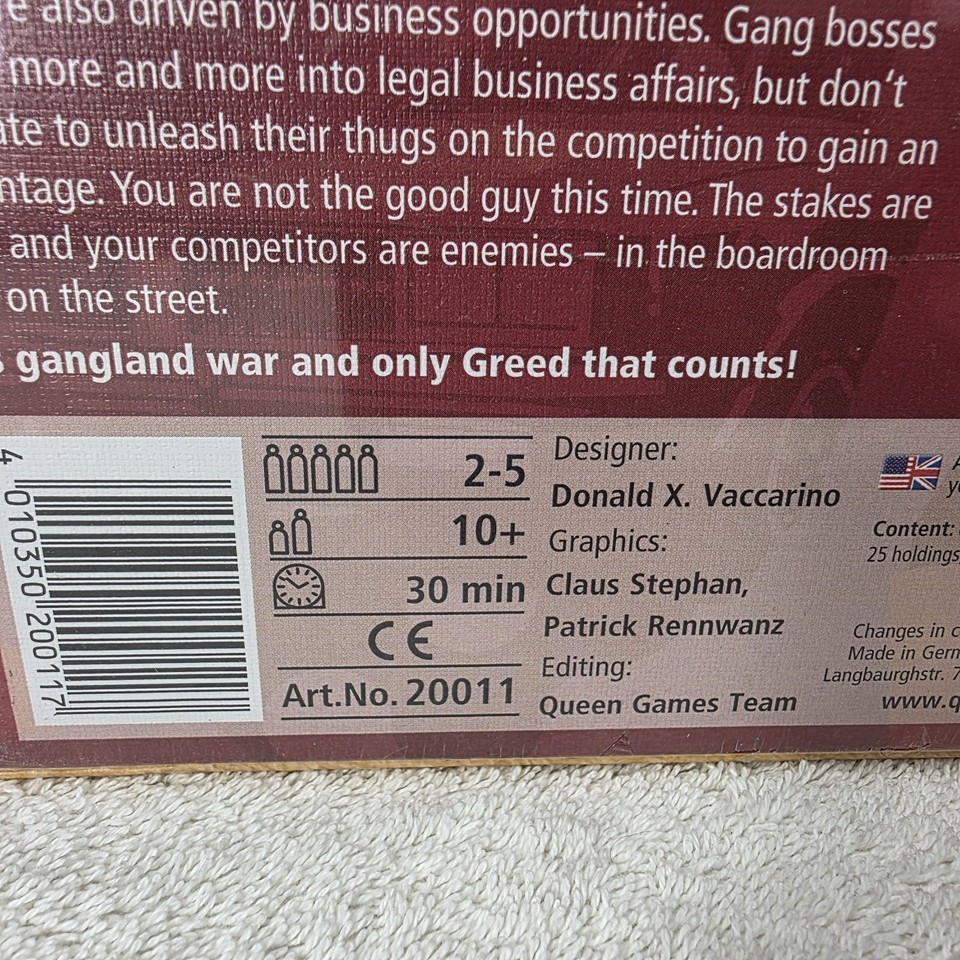 e also driven by business opportunities. Gang bosses
more and more into legal business affairs, but don't
ate to unleash their thugs on the competition to gain an
ntage. You are not the good guy this time. The stakes are
and your competitors are enemies – in the boardroom
on the street.
s gangland war and only Greed that counts!
4 010350 200117
2-5
10+
30 min
CE
Art.No. 20011
Designer:
Donald X. Vaccarino
Graphics:
Claus Stephan,
Patrick Rennwanz
Editing:
Queen Games Team
Content:
25 holdings,
Changes in c
Made in Germ
Langbaurghstr. 7
www.q